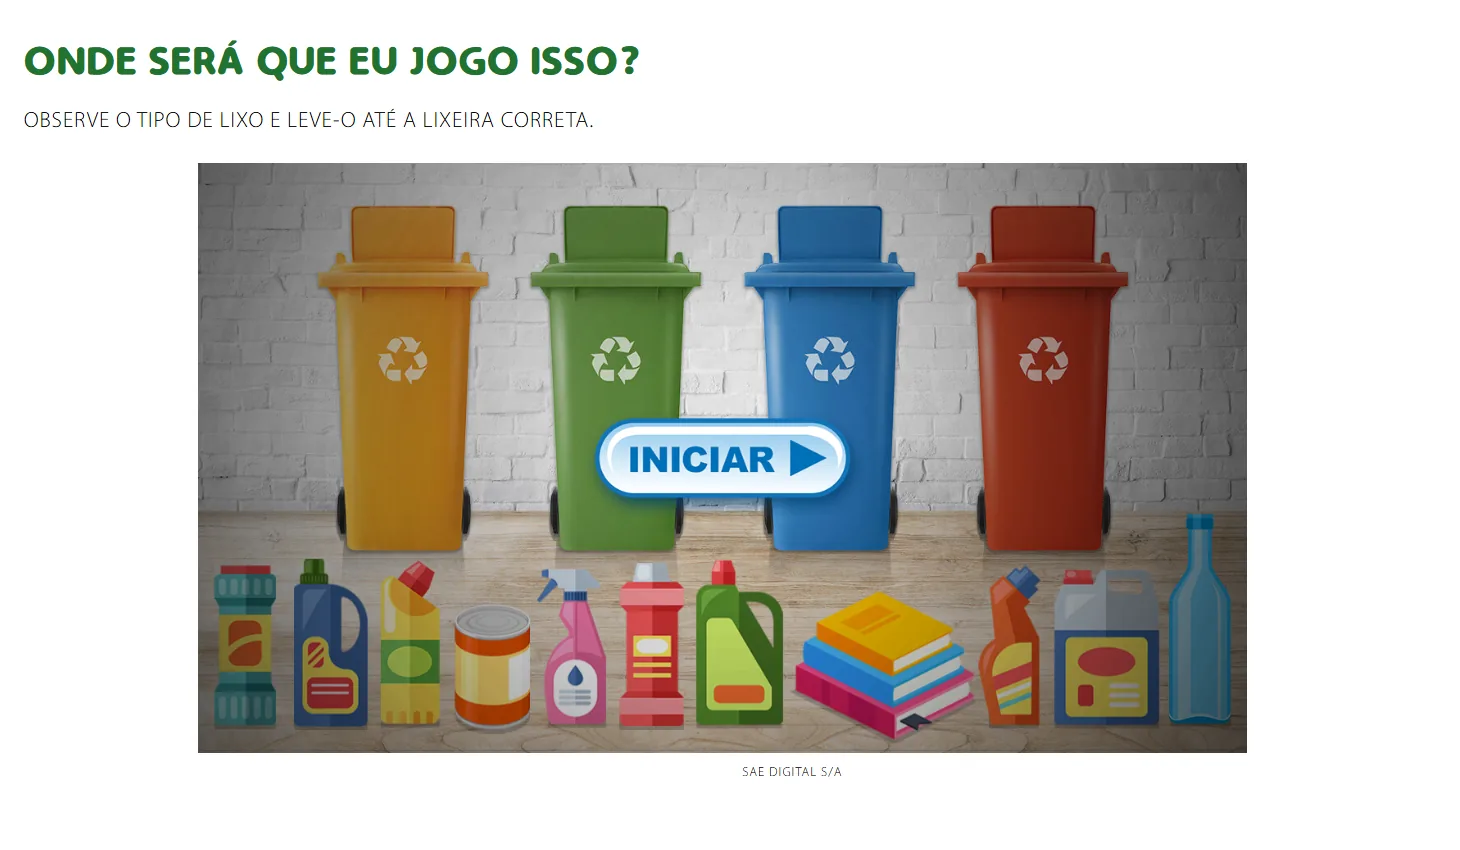 ONDE SERÁ QUE EU JOGO ISSO?
OBSERVE O TIPO DE LIXO E LEVE-O ATÉ A LIXEIRA CORRETA.
INICIAR
SAE DIGITAL S/A